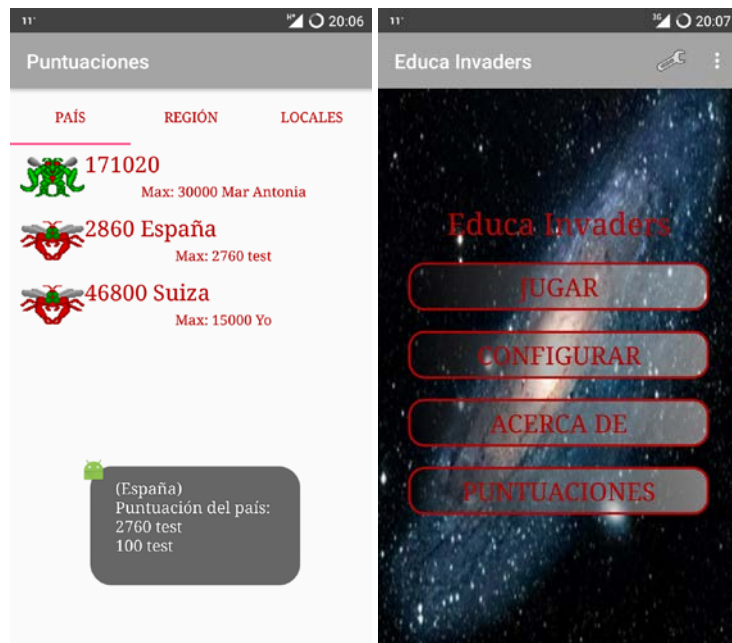 11°
H+ 20:06
Puntuaciones
PAÍS REGIÓN LOCALES
171020
Max: 30000 Mar Antonia
2860 España
Max: 2760 test
46800 Suiza
Max: 15000 Yo
(España)
Puntuación del país:
2760 test
100 test
11°
3G 20:07
Educa Invaders
Educa Invaders
JUGAR
CONFIGURAR
ACERCA DE
PUNTUACIONES